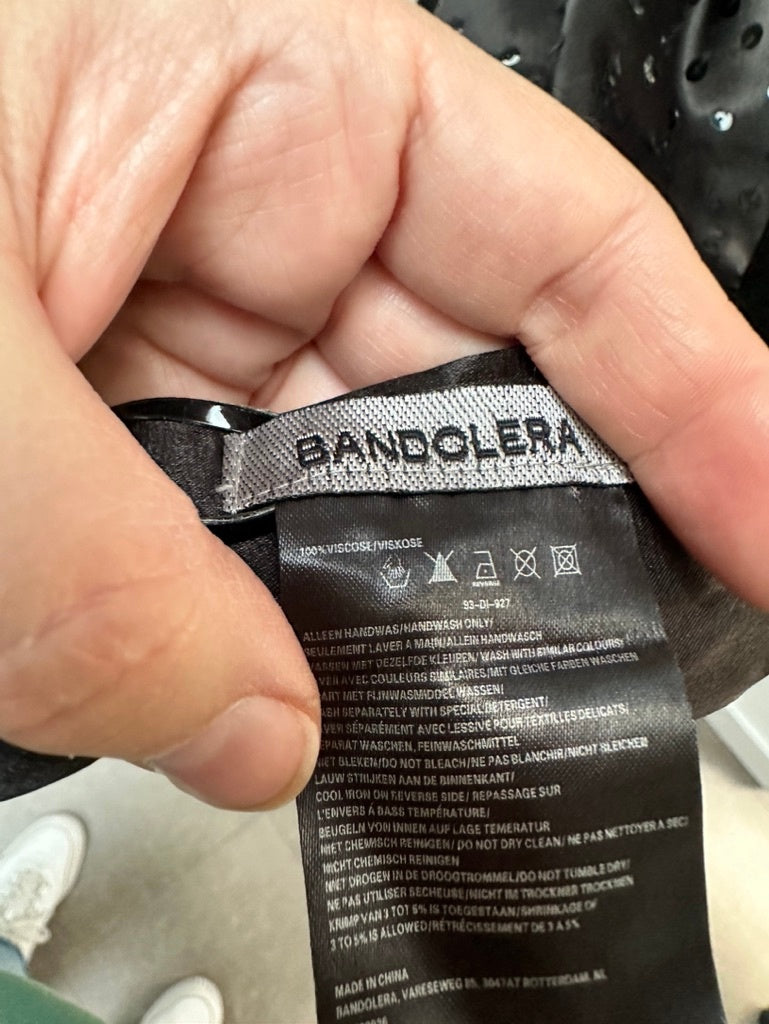 BANDOLERA
100% VISCOSE/VISKOSE
REVERSE
93-DI-927
ALLEEN HANDWAS/HANDWASH ONLY/
SEULEMENT LAVER A MAIN/ALLEIN HANDWASCH
WASSEN MET DEZELFDE KLEUREN/ WASH WITH SIMILAR COLOURS/
AVEC COULEURS SIMILAIRES/MIT GLEICHE FARBEN WASCHEN
MET FIJNWASMIDDEL WASSEN/
SEPARATELY WITH SPECIAL DETERGENT/
SÉPARÉMENT AVEC LESSIVE POUR TEXTILES DELICATS/
WASCHEN, FEINWASCHMITTEL
NIET BLEKEN/DO NOT BLEACH/NE PAS BLANCHIR/NICHT BLEICHEN
LAUW STRIJKEN AAN DE BINNENKANT/
COOL IRON ON REVERSE SIDE/ REPASSAGE SUR
L'ENVERS À BASS TEMPÉRATURE/
BEUGELN VON INNEN AUF LAGE TEMERATUR
NIET CHEMISCH REINIGEN/ DO NOT DRY CLEAN/ NE PAS NETTOYER A SEC/
NICHT CHEMISCH REINIGEN
NIET DROGEN IN DE DROOGTROMMEL/DO NOT TUMBLE DRY/
NE PAS UTILISER SECHEUSE/NICHT IM TROCKNER TROCKNEN
KRIMP VAN 3 TOT 5% IS TOEGESTAAN/SHRINKAGE OF
3 TO 5% IS ALLOWED/RÉTRÉCISSEMENT DE 3 A 5%
MADE IN CHINA
BANDOLERA, VARESEWEG 85, 3047AT ROTTERDAM. NL